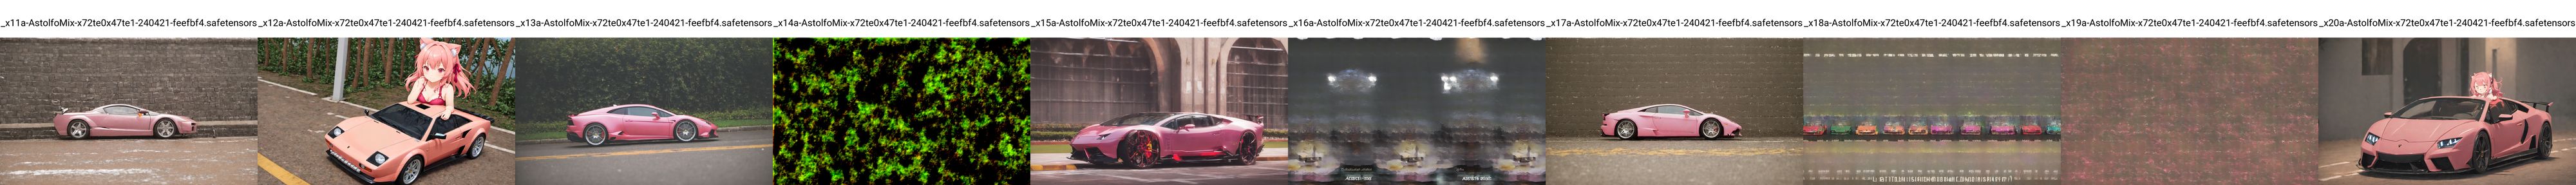 _x11a-AstolfoMix-x72te0x47te1-240421-feefbf4.safetensors
_x12a-AstolfoMix-x72te0x47te1-240421-feefbf4.safetensors
_x13a-AstolfoMix-x72te0x47te1-240421-feefbf4.safetensors
_x14a-AstolfoMix-x72te0x47te1-240421-feefbf4.safetensors
_x15a-AstolfoMix-x72te0x47te1-240421-feefbf4.safetensors
_x16a-AstolfoMix-x72te0x47te1-240421-feefbf4.safetensors
_x17a-AstolfoMix-x72te0x47te1-240421-feefbf4.safetensors
_x18a-AstolfoMix-x72te0x47te1-240421-feefbf4.safetensors
_x19a-AstolfoMix-x72te0x47te1-240421-feefbf4.safetensors
_x20a-AstolfoMix-x72te0x47te1-240421-feefbf4.safetensors